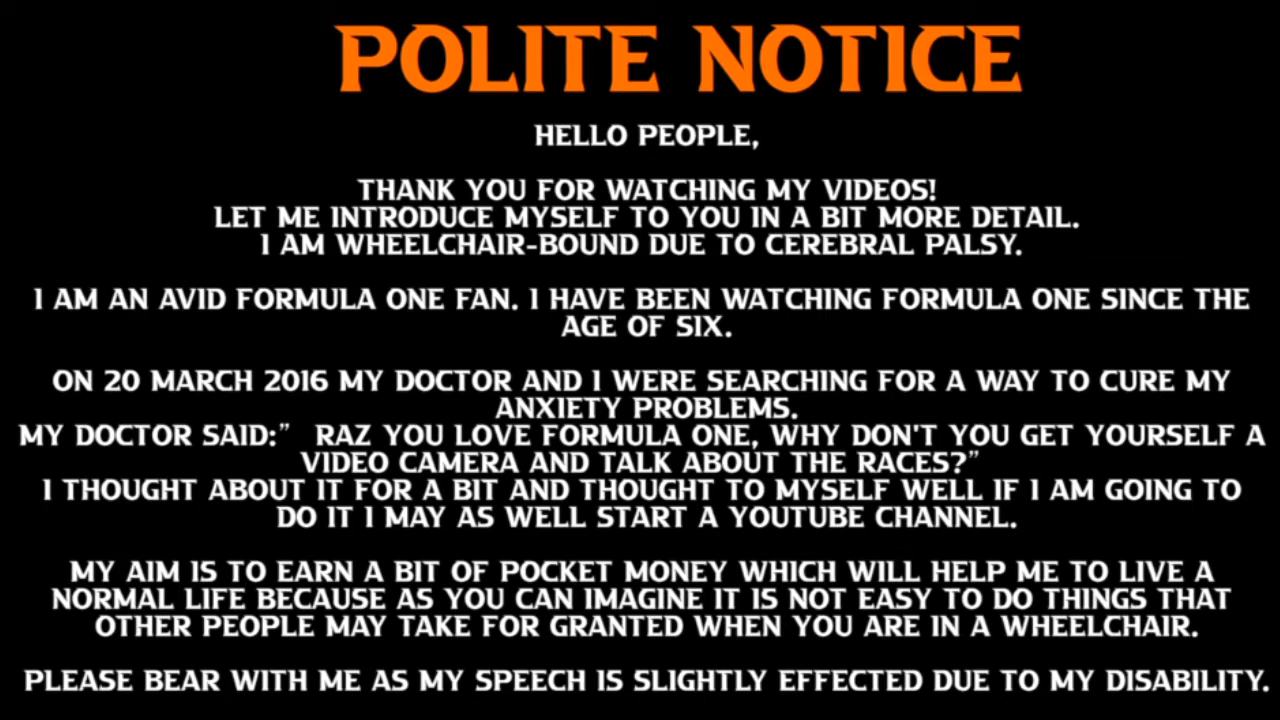 POLITE NOTICE
HELLO PEOPLE,
THANK YOU FOR WATCHING MY VIDEOS!
LET ME INTRODUCE MYSELF TO YOU IN A BIT MORE DETAIL.
I AM WHEELCHAIR-BOUND DUE TO CEREBRAL PALSY.
I AM AN AVID FORMULA ONE FAN. I HAVE BEEN WATCHING FORMULA ONE SINCE THE
AGE OF SIX.
ON 20 MARCH 2016 MY DOCTOR AND I WERE SEARCHING FOR A WAY TO CURE MY
ANXIETY PROBLEMS.
MY DOCTOR SAID:” RAZ YOU LOVE FORMULA ONE, WHY DON'T YOU GET YOURSELF A
VIDEO CAMERA AND TALK ABOUT THE RACES?”
I THOUGHT ABOUT IT FOR A BIT AND THOUGHT TO MYSELF WELL IF I AM GOING TO
DO IT I MAY AS WELL START A YOUTUBE CHANNEL.
MY AIM IS TO EARN A BIT OF POCKET MONEY WHICH WILL HELP ME TO LIVE A
NORMAL LIFE BECAUSE AS YOU CAN IMAGINE IT IS NOT EASY TO DO THINGS THAT
OTHER PEOPLE MAY TAKE FOR GRANTED WHEN YOU ARE IN A WHEELCHAIR.
PLEASE BEAR WITH ME AS MY SPEECH IS SLIGHTLY EFFECTED DUE TO MY DISABILITY.